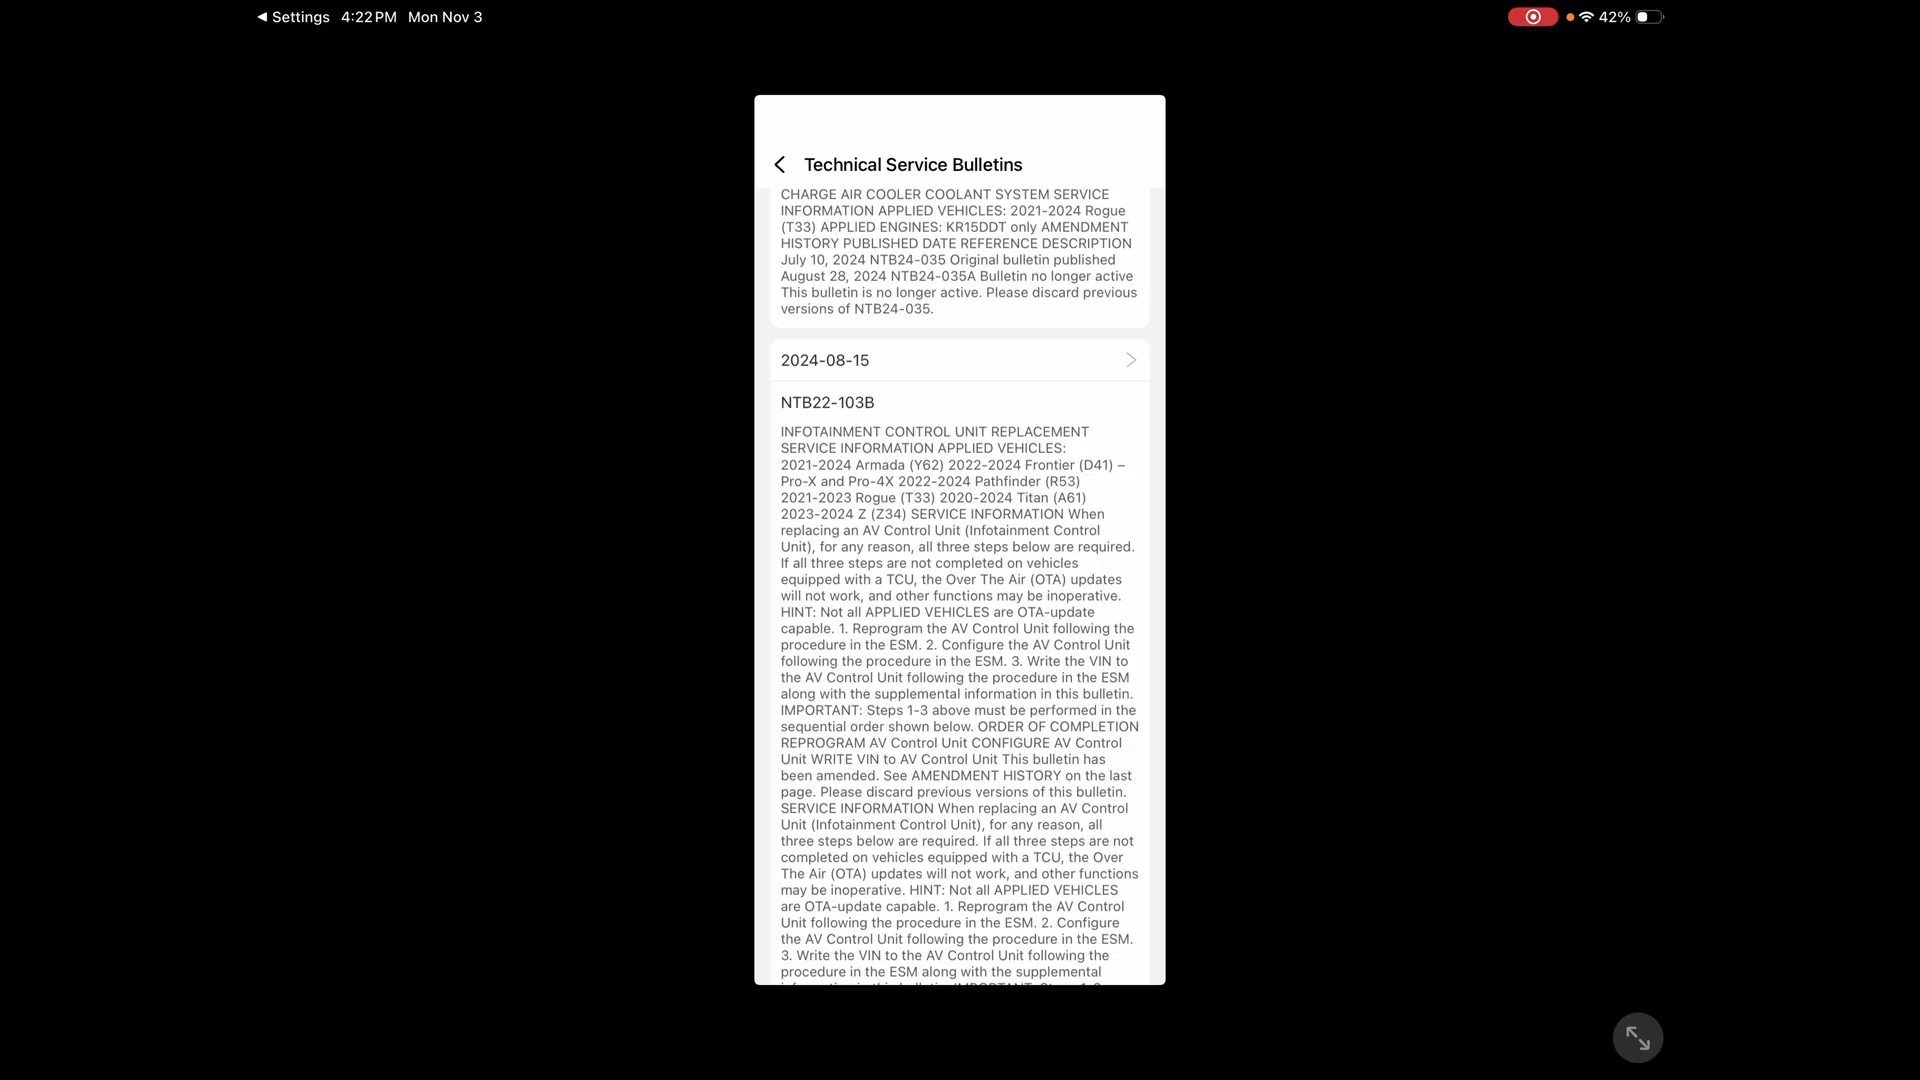 Settings 4:22 PM Mon Nov 3
42%
Technical Service Bulletins
CHARGE AIR COOLER COOLANT SYSTEM SERVICE
INFORMATION APPLIED VEHICLES: 2021-2024 Rogue
(T33) APPLIED ENGINES: KR15DDT only AMENDMENT
HISTORY PUBLISHED DATE REFERENCE DESCRIPTION
July 10, 2024 NTB24-035 Original bulletin published
August 28, 2024 NTB24-035A Bulletin no longer active
This bulletin is no longer active. Please discard previous
versions of NTB24-035.
2024-08-15
NTB22-103B
INFOTAINMENT CONTROL UNIT REPLACEMENT
SERVICE INFORMATION APPLIED VEHICLES:
2021-2024 Armada (Y62) 2022-2024 Frontier (D41) –
Pro-X and Pro-4X 2022-2024 Pathfinder (R53)
2021-2023 Rogue (T33) 2020-2024 Titan (A61)
2023-2024 Z (Z34) SERVICE INFORMATION When
replacing an AV Control Unit (Infotainment Control
Unit), for any reason, all three steps below are required.
If all three steps are not completed on vehicles
equipped with a TCU, the Over The Air (OTA) updates
will not work, and other functions may be inoperative.
HINT: Not all APPLIED VEHICLES are OTA-update
capable. 1. Reprogram the AV Control Unit following the
procedure in the ESM. 2. Configure the AV Control Unit
following the procedure in the ESM. 3. Write the VIN to
the AV Control Unit following the procedure in the ESM
along with the supplemental information in this bulletin.
IMPORTANT: Steps 1-3 above must be performed in the
sequential order shown below. ORDER OF COMPLETION
REPROGRAM AV Control Unit CONFIGURE AV Control
Unit WRITE VIN to AV Control Unit This bulletin has
been amended. See AMENDMENT HISTORY on the last
page. Please discard previous versions of this bulletin.
SERVICE INFORMATION When replacing an AV Control
Unit (Infotainment Control Unit), for any reason, all
three steps below are required. If all three steps are not
completed on vehicles equipped with a TCU, the Over
The Air (OTA) updates will not work, and other functions
may be inoperative. HINT: Not all APPLIED VEHICLES
are OTA-update capable. 1. Reprogram the AV Control
Unit following the procedure in the ESM. 2. Configure
the AV Control Unit following the procedure in the ESM.
3. Write the VIN to the AV Control Unit following the
procedure in the ESM along with the supplemental